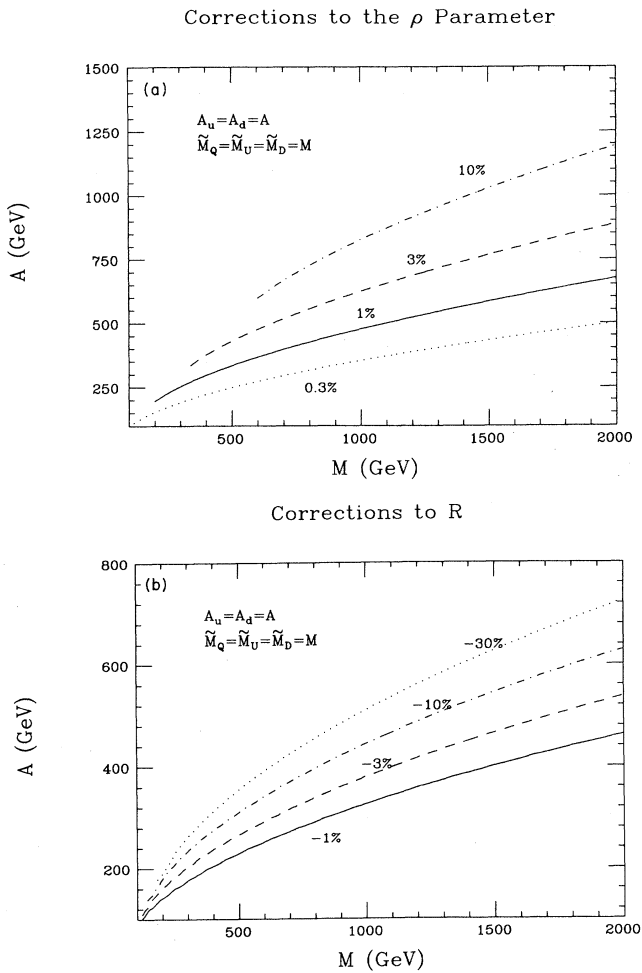 Corrections to the ρ Parameter
1500
(a)
A_u=A_d=A
M̃_Q=M̃_U=M̃_D=M
1250
10%
1000
A (GeV)
750
3%
500
1%
250
0.3%
500
1000
1500
2000
M (GeV)
Corrections to R
800
(b)
A_u=A_d=A
M̃_Q=M̃_U=M̃_D=M
-30%
600
-10%
A (GeV)
400
-3%
-1%
200
500
1000
1500
2000
M (GeV)